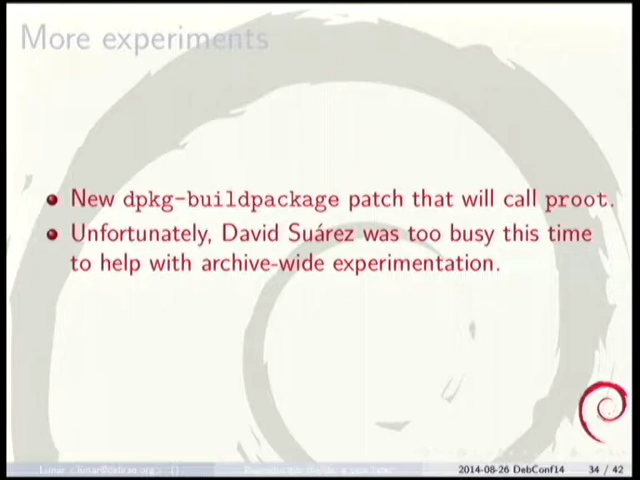 More experiments
New dpkg-buildpackage patch that will call proot.
Unfortunately, David Suárez was too busy this time
to help with archive-wide experimentation.
2014-08-26 DebConf14 34 / 42